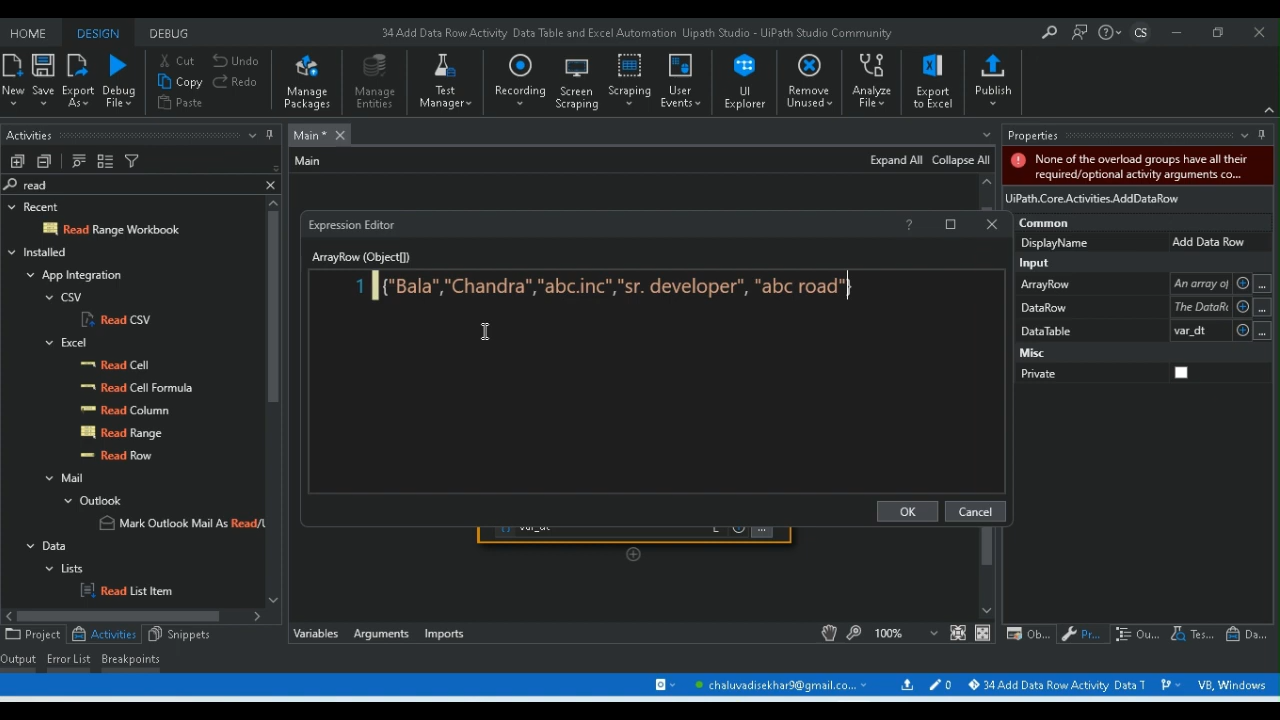 HOME DESIGN DEBUG 34 Add Data Row Activity Data Table and Excel Automation Uipath Studio - UiPath Studio Community CS
New Save Export As Debug File Cut Copy Paste Undo Redo Manage Packages Manage Entities Test Manager Recording Screen Scraping Scraping User Events UI Explorer Remove Unused Analyze File Export to Excel Publish
Activities
read
Recent
Read Range Workbook
Installed
App Integration
CSV
Read CSV
Excel
Read Cell
Read Cell Formula
Read Column
Read Range
Read Row
Mail
Outlook
Mark Outlook Mail As Read/U
Data
Lists
Read List Item
Project Activities Snippets
Output Error List Breakpoints
Main *
Main Expand All Collapse All
Expression Editor ?
ArrayRow (Object[])
1 {"Bala","Chandra","abc.inc","sr. developer", "abc road"}
OK Cancel
var_dt
Variables Arguments Imports 100%
Properties
None of the overload groups have all their
required/optional activity arguments co...
UiPath.Core.Activities.AddDataRow
Common
DisplayName Add Data Row
Input
ArrayRow An array of ...
DataRow The DataRo ...
DataTable var_dt ...
Misc
Private
Ob... Pr... Ou... Tes... Da...
chaluvadisekhar9@gmail.co... 0 34 Add Data Row Activity Data T VB, Windows